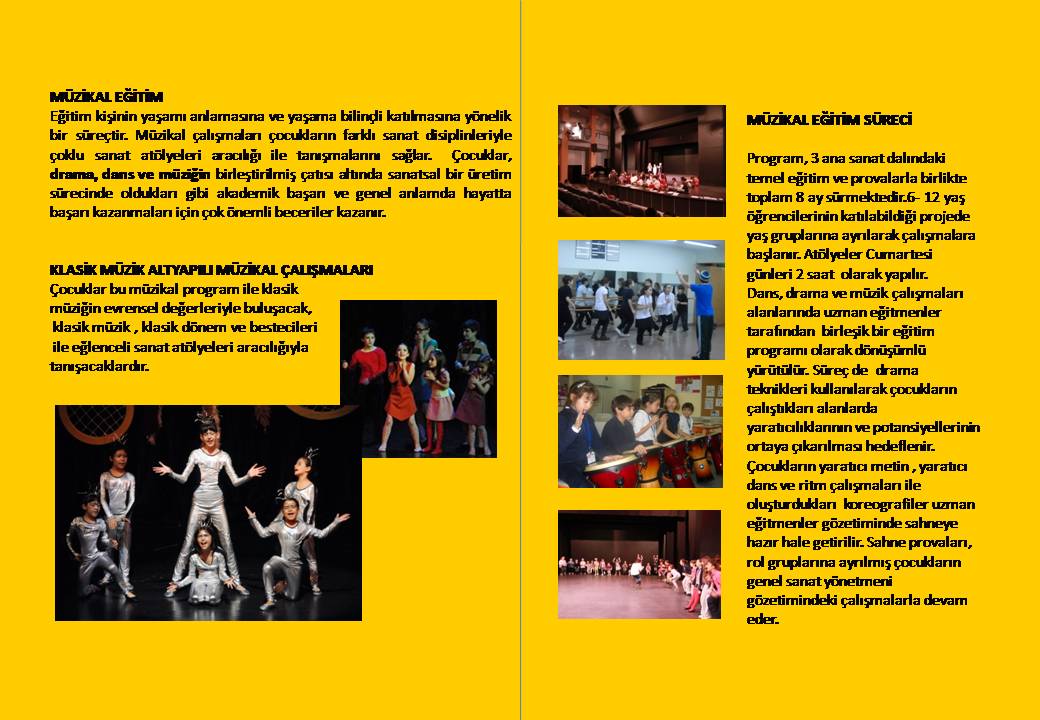 MÜZİKAL EĞİTİM
Eğitim kişinin yaşamı anlamasına ve yaşama bilinçli katılmasına yönelik
bir süreçtir. Müzikal çalışmaları çocukların farklı sanat disiplinleriyle
çoklu sanat atölyeleri aracılığı ile tanışmalarını sağlar. Çocuklar,
drama, dans ve müziğin birleştirilmiş çatısı altında sanatsal bir üretim
sürecinde oldukları gibi akademik başarı ve genel anlamda hayatta
başarı kazanmaları için çok önemli beceriler kazanır.
KLASİK MÜZİK ALTYAPILI MÜZİKAL ÇALIŞMALARI
Çocuklar bu müzikal program ile klasik
müziğin evrensel değerleriyle buluşacak,
klasik müzik , klasik dönem ve bestecileri
ile eğlenceli sanat atölyeleri aracılığıyla
tanışacaklardır.
MÜZİKAL EĞİTİM SÜRECİ
Program, 3 ana sanat dalındaki
temel eğitim ve provalarla birlikte
toplam 8 ay sürmektedir.6- 12 yaş
öğrencilerinin katılabildiği projede
yaş gruplarına ayrılarak çalışmalara
başlanır. Atölyeler Cumartesi
günleri 2 saat olarak yapılır.
Dans, drama ve müzik çalışmaları
alanlarında uzman eğitmenler
tarafından birleşik bir eğitim
programı olarak dönüşümlü
yürütülür. Süreç de drama
teknikleri kullanılarak çocukların
çalıştıkları alanlarda
yaratıcılıklarının ve potansiyellerinin
ortaya çıkarılması hedeflenir.
Çocukların yaratıcı metin , yaratıcı
dans ve ritm çalışmaları ile
oluşturdukları koreografiler uzman
eğitmenler gözetiminde sahneye
hazır hale getirilir. Sahne provaları,
rol gruplarına ayrılmış çocukların
genel sanat yönetmeni
gözetimindeki çalışmalarla devam
eder.